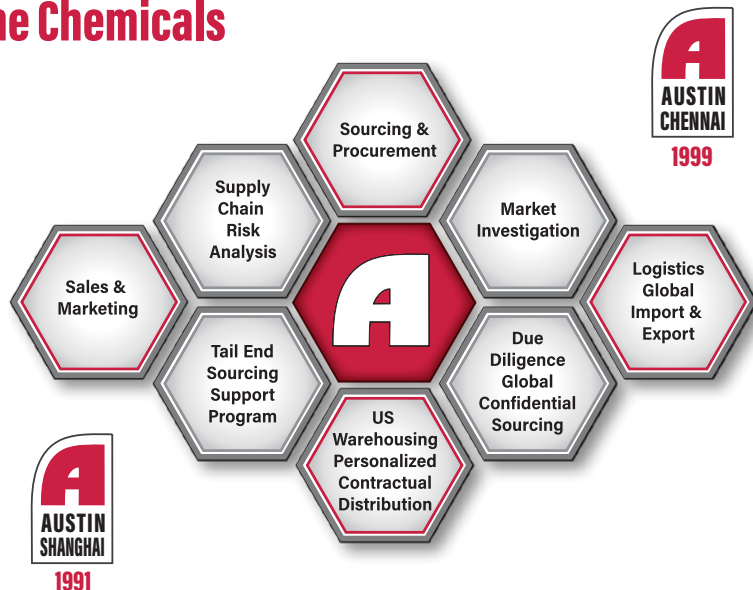 ne Chemicals
AUSTIN
CHENNAI
1999
Sourcing &
Procurement
Supply
Chain
Risk
Analysis
Market
Investigation
Sales &
Marketing
A
Logistics
Global
Import &
Export
Tail End
Sourcing
Support
Program
Due
Diligence
Global
Confidential
Sourcing
US
Warehousing
Personalized
Contractual
Distribution
AUSTIN
SHANGHAI
1991